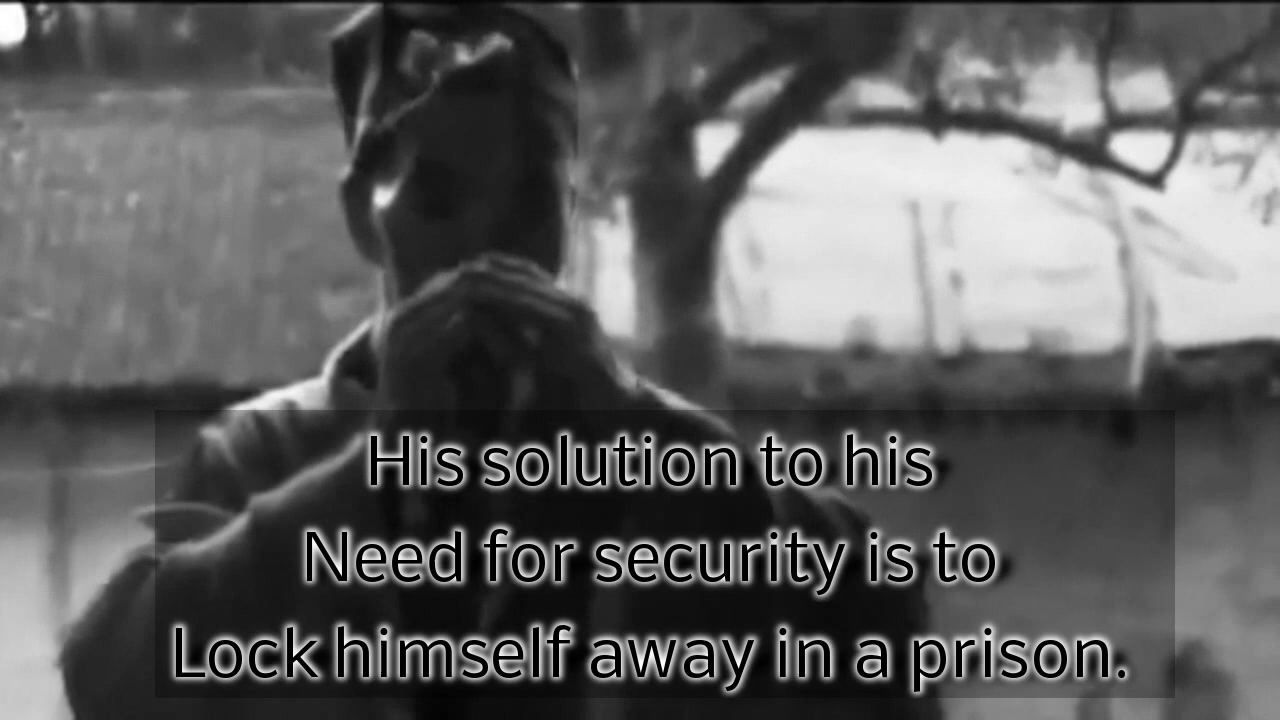 His solution to his
Need for security is to
Lock himself away in a prison.